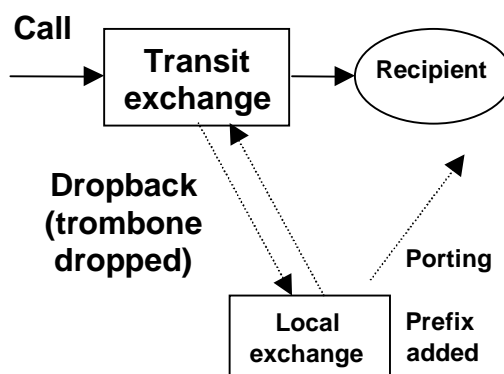 Call
Transit
exchange
Recipient
Dropback
(trombone
dropped)
Porting
Local
exchange
Prefix
added